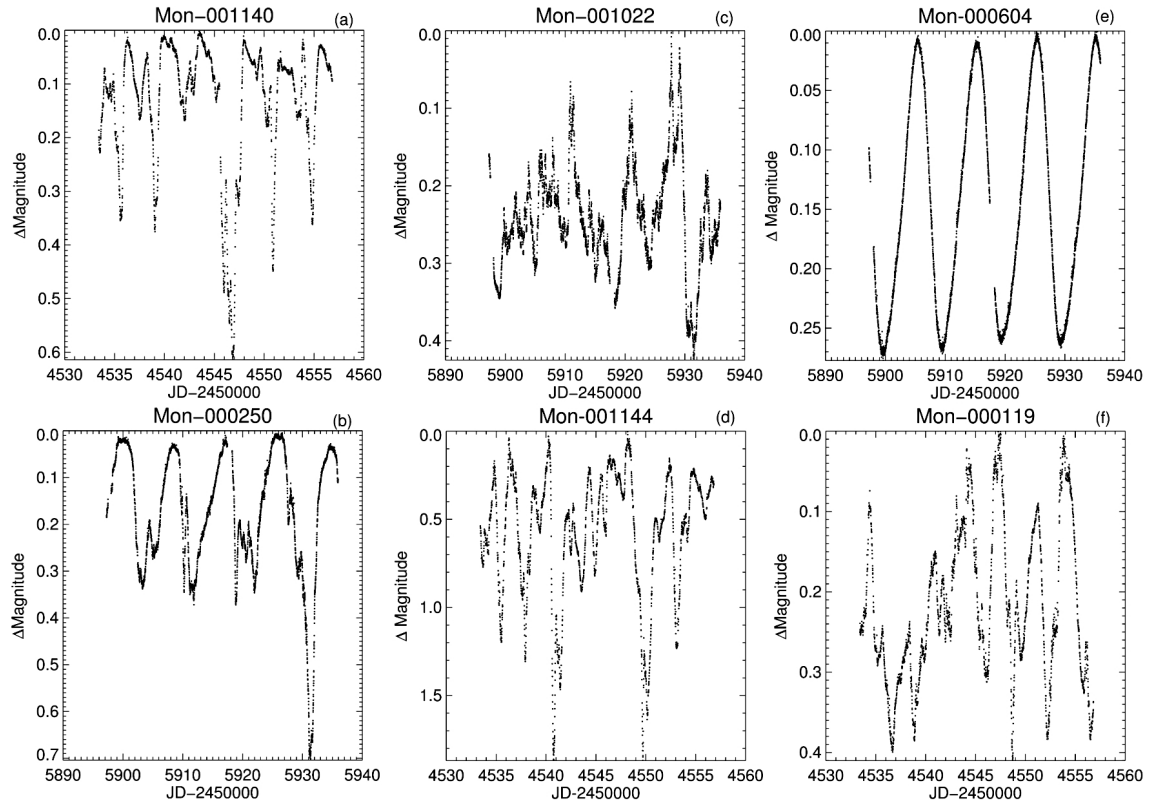 Mon-001140 (a)
ΔMagnitude
0.0
0.1
0.2
0.3
0.4
0.5
0.6
4530 4535 4540 4545 4550 4555 4560
JD-2450000
Mon-001022 (c)
ΔMagnitude
0.0
0.1
0.2
0.3
0.4
5890 5900 5910 5920 5930 5940
JD-2450000
Mon-000604 (e)
Δ Magnitude
0.00
0.05
0.10
0.15
0.20
0.25
5890 5900 5910 5920 5930 5940
JD-2450000
Mon-000250 (b)
ΔMagnitude
0.0
0.1
0.2
0.3
0.4
0.5
0.6
0.7
5890 5900 5910 5920 5930 5940
JD-2450000
Mon-001144 (d)
Δ Magnitude
0.0
0.5
1.0
1.5
4530 4535 4540 4545 4550 4555 4560
JD-2450000
Mon-000119 (f)
ΔMagnitude
0.0
0.1
0.2
0.3
0.4
4530 4535 4540 4545 4550 4555 4560
JD-2450000